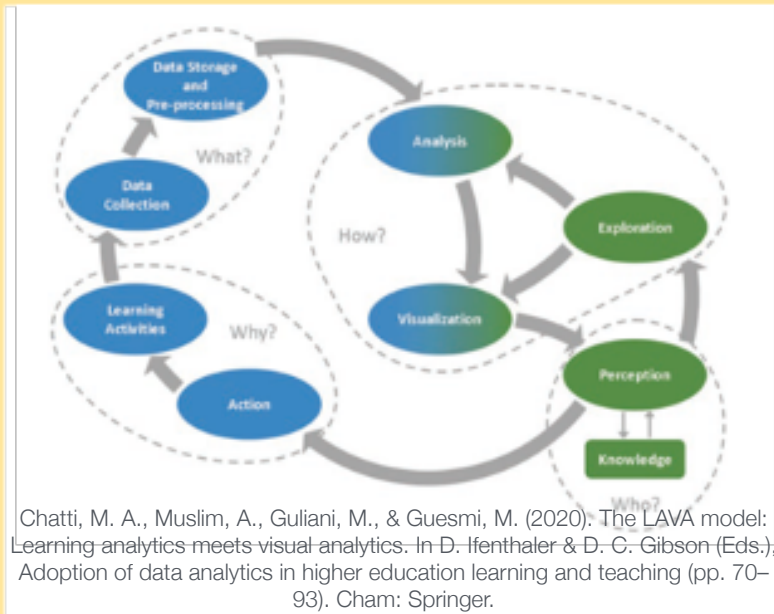 Data Storage
and
Pre-processing
What?
Data
Collection
Analysis
How?
Exploration
Visualization
Learning
Activities
Why?
Action
Perception
Knowledge
Who?
Chatti, M. A., Muslim, A., Guliani, M., & Guesmi, M. (2020). The LAVA model:
Learning analytics meets visual analytics. In D. Ifenthaler & D. C. Gibson (Eds.),
Adoption of data analytics in higher education learning and teaching (pp. 70–
93). Cham: Springer.